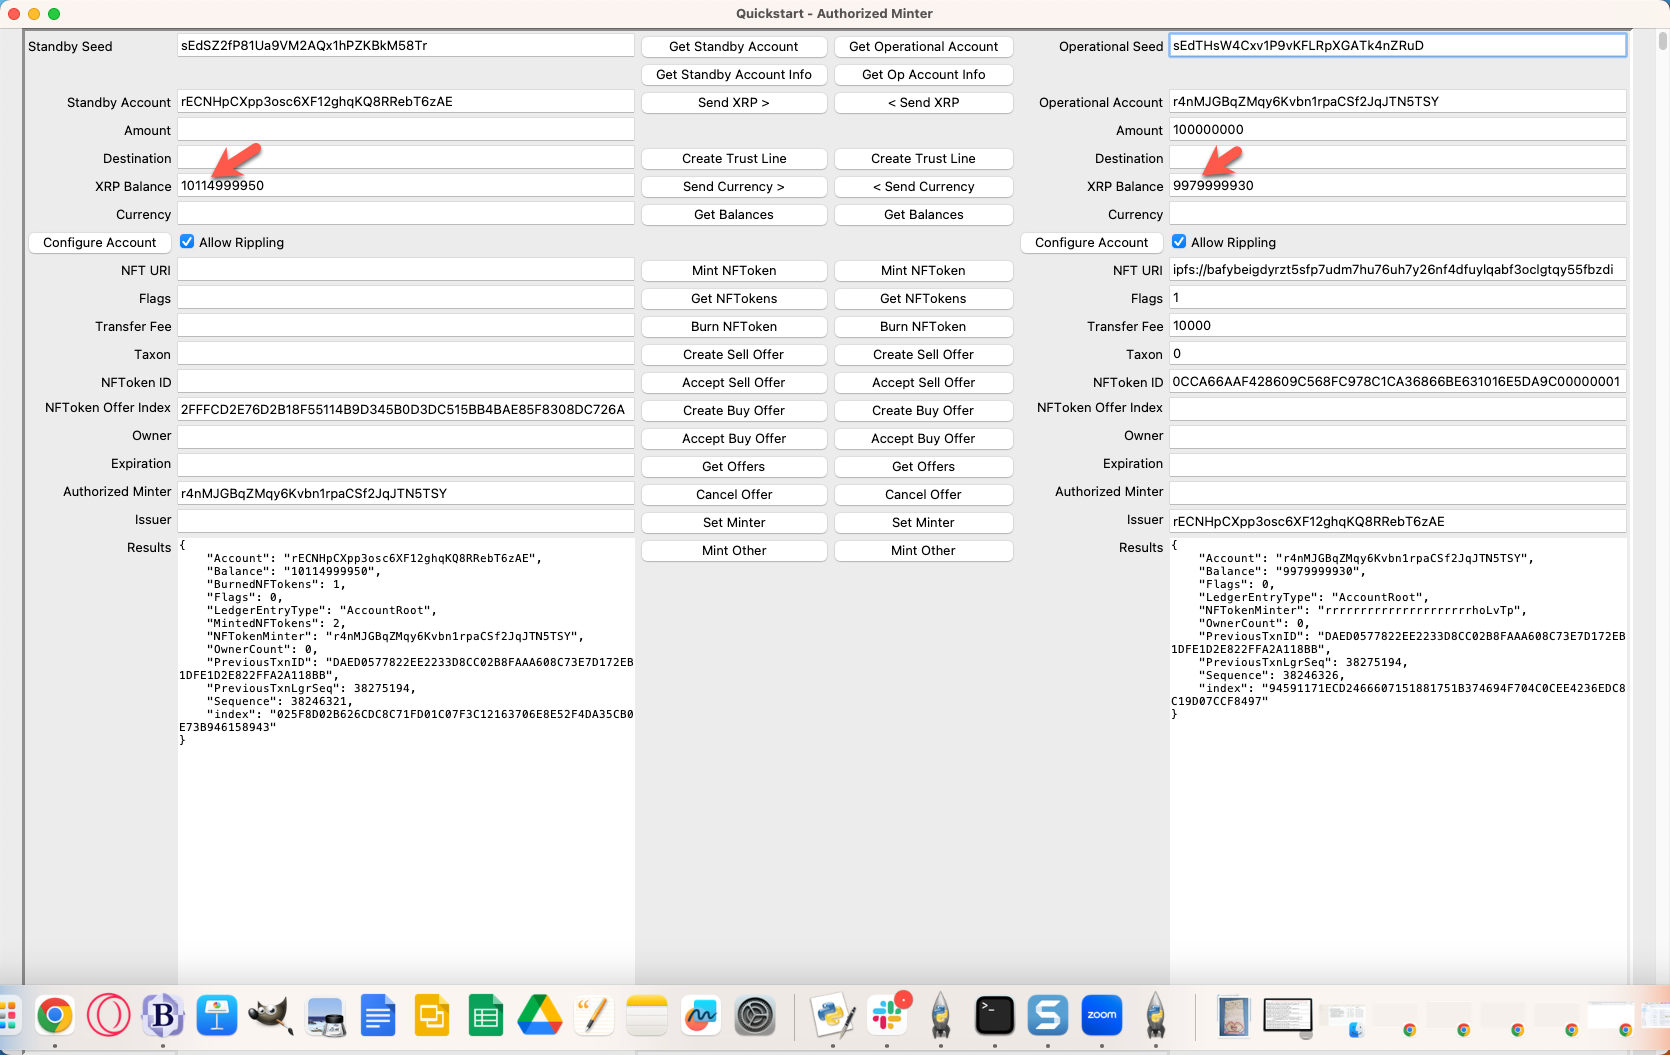 Quickstart - Authorized Minter
Standby Seed
sEdSZ2fP81Ua9VM2AQx1hPZKBkM58Tr
Get Standby Account
Get Operational Account
Operational Seed
sEdTHsW4Cxv1P9vKFLRpXGATk4nZRuD
Get Standby Account Info
Get Op Account Info
Standby Account
rECNHpCXpp3osc6XF12ghqKQ8RRebT6zAE
Send XRP >
< Send XRP
Operational Account
r4nMJGBqZMqy6Kvbn1rpaCSf2JqJTN5TSY
Amount
Amount
100000000
Destination
Create Trust Line
Create Trust Line
Destination
XRP Balance
10114999950
Send Currency >
< Send Currency
XRP Balance
9979999930
Currency
Get Balances
Get Balances
Currency
Configure Account
Allow Rippling
Configure Account
Allow Rippling
NFT URI
Mint NFToken
Mint NFToken
NFT URI
ipfs://bafybeigdyrzt5sfp7udm7hu76uh7y26nf4dfuylqabf3oclgtqy55fbzdi
Flags
Get NFTokens
Get NFTokens
Flags
1
Transfer Fee
Burn NFToken
Burn NFToken
Transfer Fee
10000
Taxon
Create Sell Offer
Create Sell Offer
Taxon
0
NFToken ID
Accept Sell Offer
Accept Sell Offer
NFToken ID
0CCA66AAF428609C568FC978C1CA36866BE631016E5DA9C00000001
NFToken Offer Index
2FFFCD2E76D2B18F55114B9D345B0D3DC515BB4BAE85F8308DC726A
Create Buy Offer
Create Buy Offer
NFToken Offer Index
Owner
Accept Buy Offer
Accept Buy Offer
Owner
Expiration
Get Offers
Get Offers
Expiration
Authorized Minter
r4nMJGBqZMqy6Kvbn1rpaCSf2JqJTN5TSY
Cancel Offer
Cancel Offer
Authorized Minter
Issuer
Set Minter
Set Minter
Issuer
rECNHpCXpp3osc6XF12ghqKQ8RRebT6zAE
Results
Mint Other
Mint Other
Results
{
"Account": "rECNHpCXpp3osc6XF12ghqKQ8RRebT6zAE",
"Balance": "10114999950",
"BurnedNFTokens": 1,
"Flags": 0,
"LedgerEntryType": "AccountRoot",
"MintedNFTokens": 2,
"NFTokenMinter": "r4nMJGBqZMqy6Kvbn1rpaCSf2JqJTN5TSY",
"OwnerCount": 0,
"PreviousTxnID": "DAED0577822EE2233D8CC02B8FAAA608C73E7D172EB
1DFE1D2E822FFA2A118BB",
"PreviousTxnLgrSeq": 38275194,
"Sequence": 38246321,
"index": "025F8D02B626CDC8C71FD01C07F3C12163706E8E52F4DA35CB0
E73B946158943"
}
{
"Account": "r4nMJGBqZMqy6Kvbn1rpaCSf2JqJTN5TSY",
"Balance": "9979999930",
"Flags": 0,
"LedgerEntryType": "AccountRoot",
"NFTokenMinter": "rrrrrrrrrrrrrrrrrrrrrhoLvTp",
"OwnerCount": 0,
"PreviousTxnID": "DAED0577822EE2233D8CC02B8FAAA608C73E7D172EB
1DFE1D2E822FFA2A118BB",
"PreviousTxnLgrSeq": 38275194,
"Sequence": 38246326,
"index": "94591171ECD2466607151881751B374694F704C0CEE4236EDC8
C19D07CCF8497"
}
B
>_
S
zoom